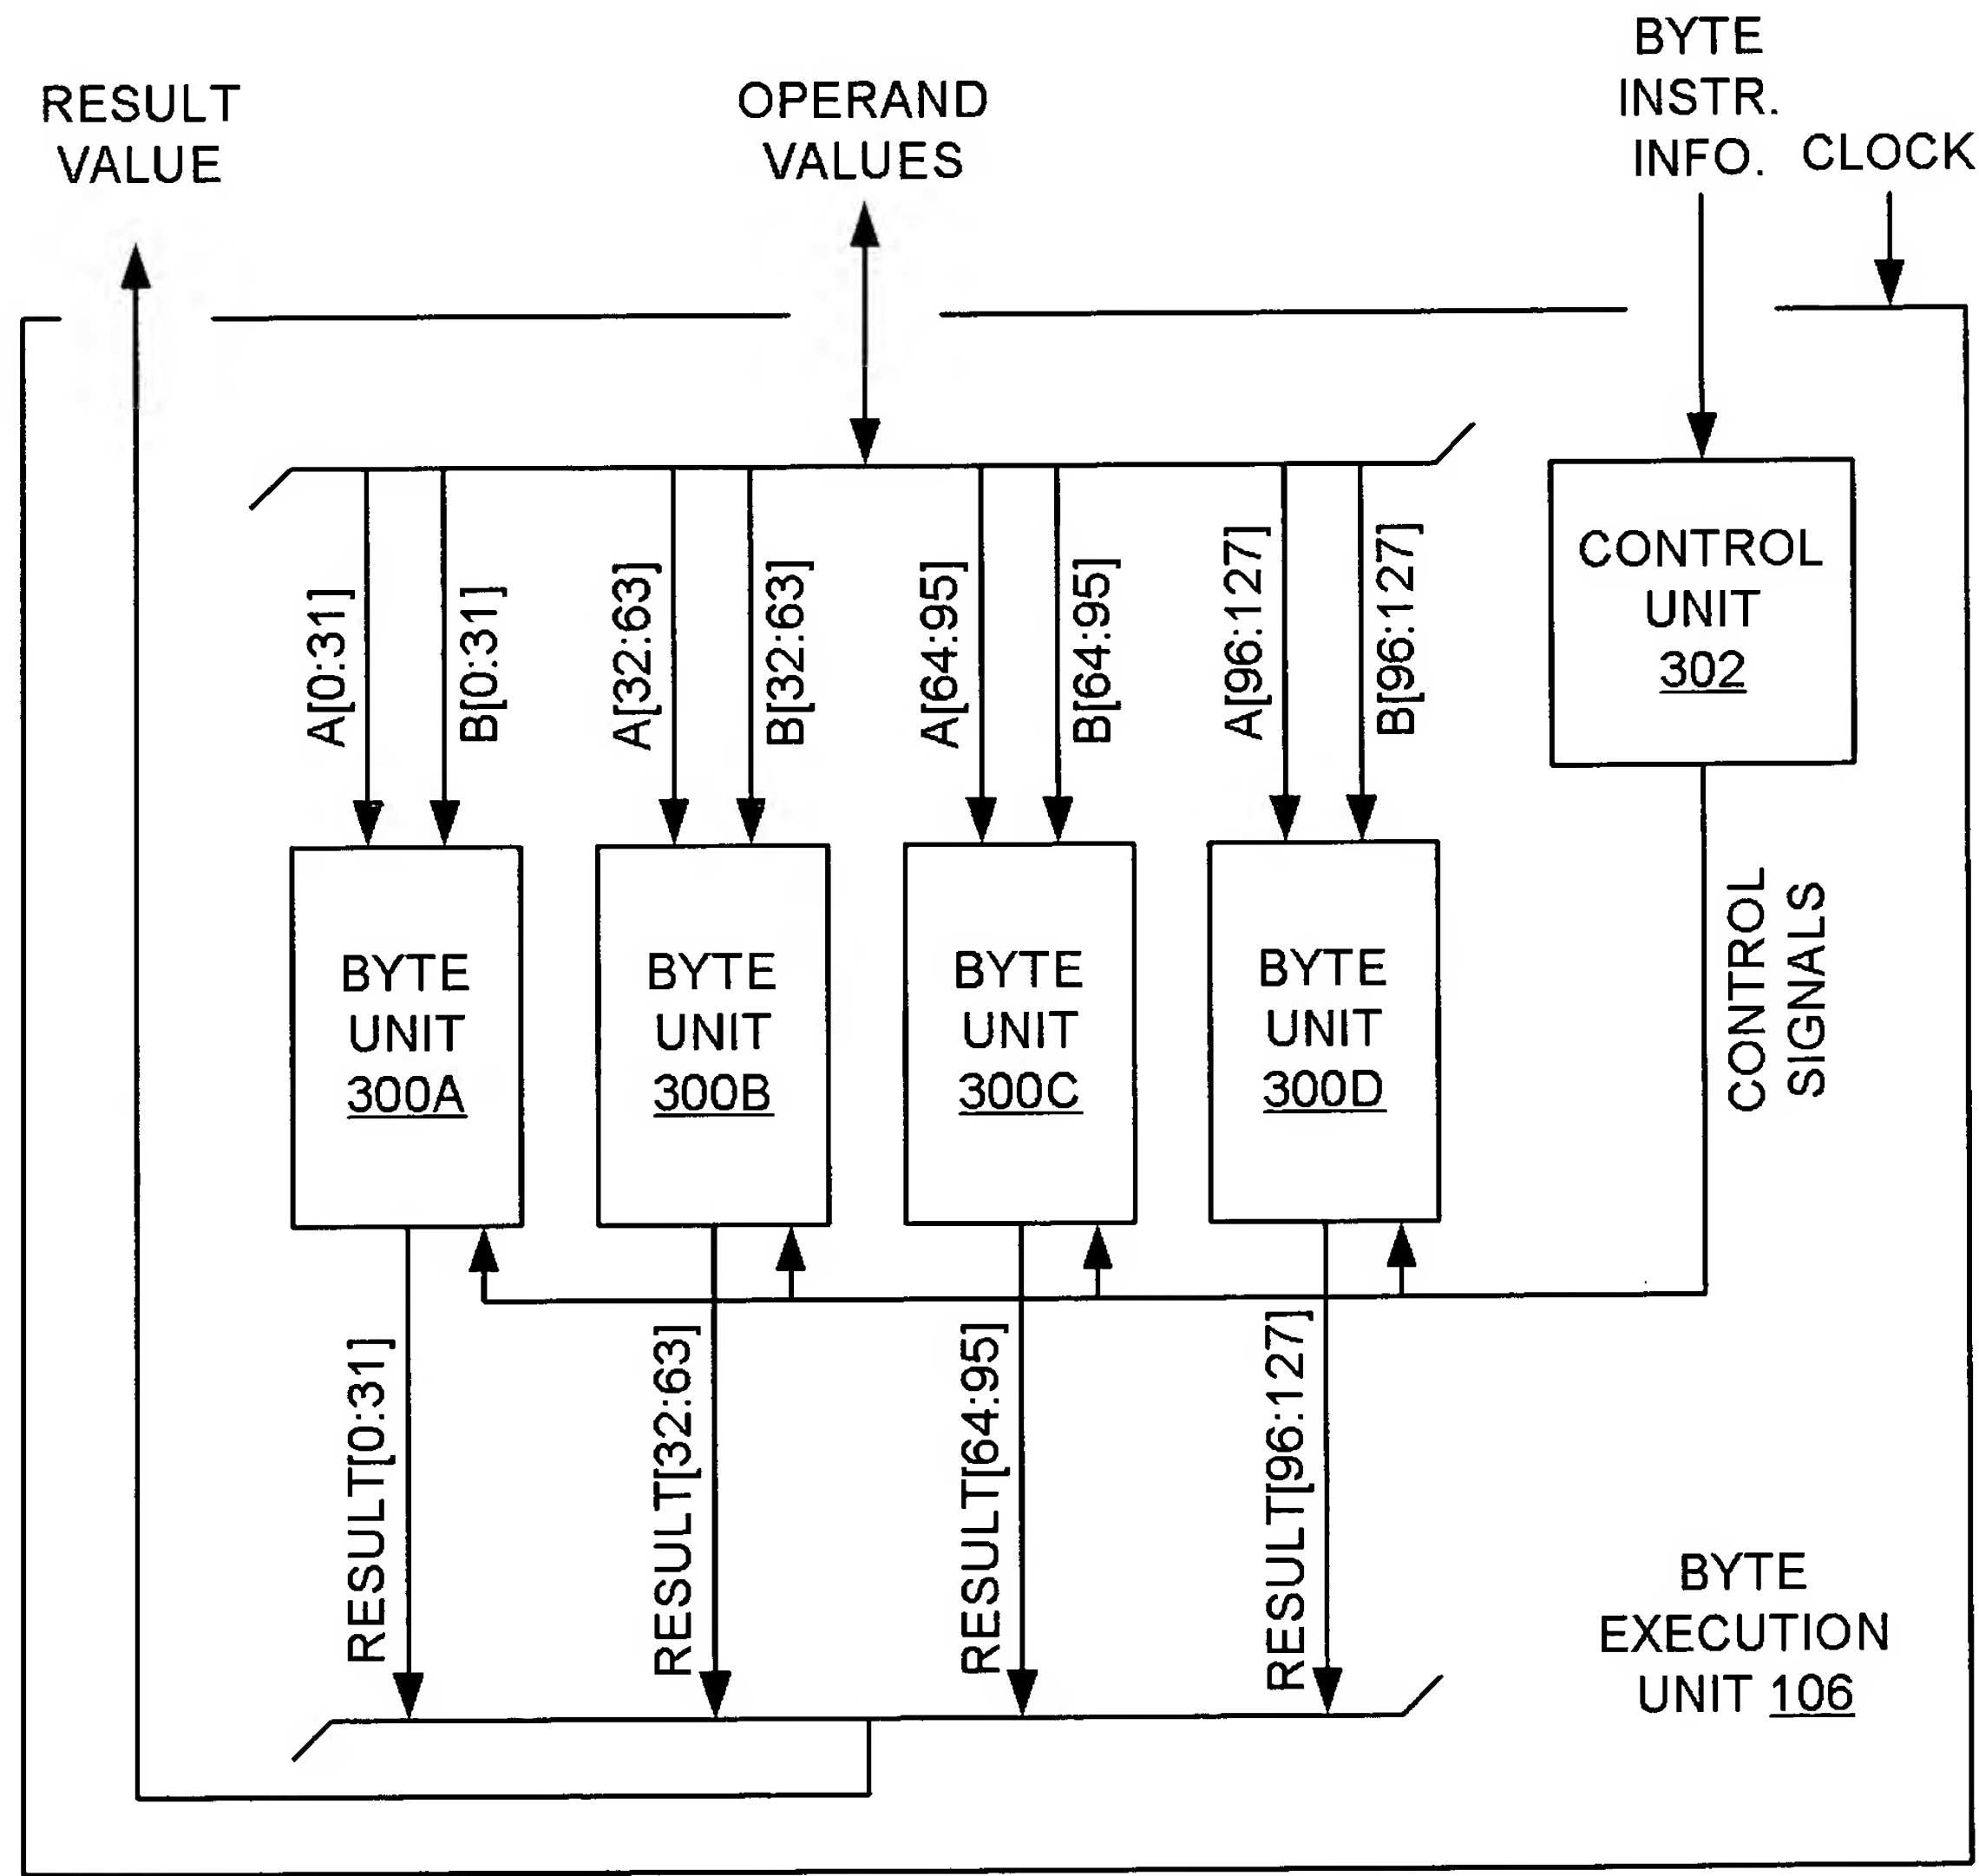 RESULT
VALUE
OPERAND
VALUES
BYTE
INSTR.
INFO.
CLOCK
A[0:31]
B[0:31]
A[32:63]
B[32:63]
A[64:95]
B[64:95]
A[96:127]
B[96:127]
CONTROL
UNIT
302
BYTE
UNIT
300A
BYTE
UNIT
300B
BYTE
UNIT
300C
BYTE
UNIT
300D
CONTROL
SIGNALS
RESULT[0:31]
RESULT[32:63]
RESULT[64:95]
RESULT[96:127]
BYTE
EXECUTION
UNIT 106